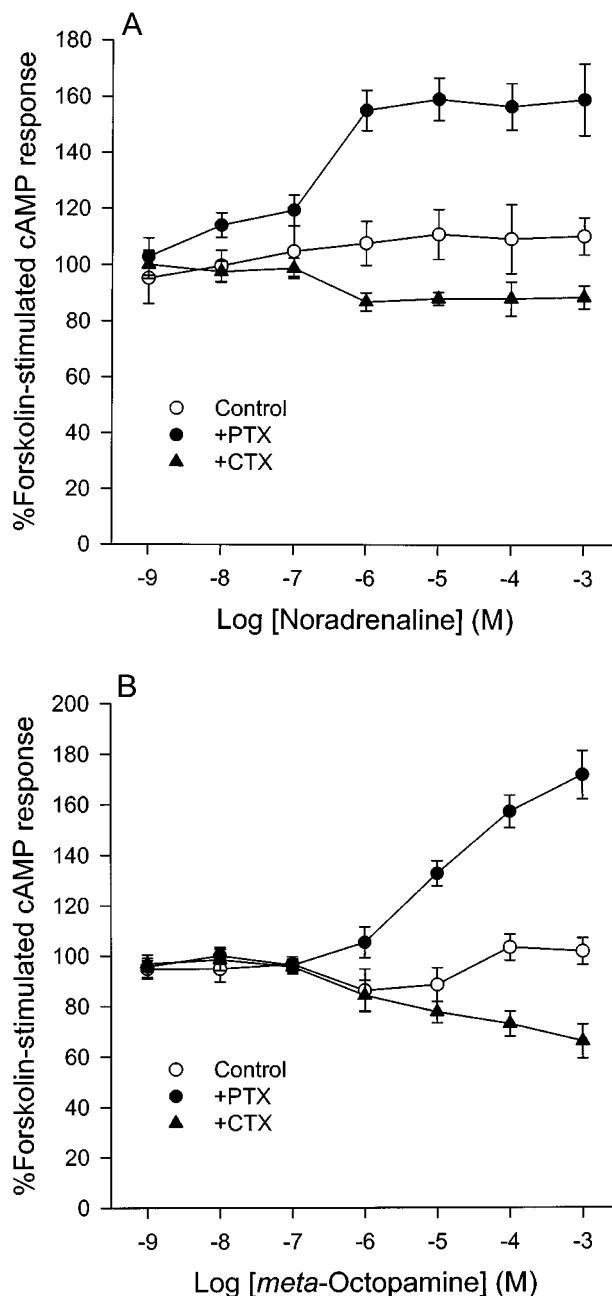 A
%Forskolin-stimulated cAMP response
180
160
140
120
100
80
60
40
20
0
Control
+PTX
+CTX
-9 -8 -7 -6 -5 -4 -3
Log [Noradrenaline] (M)
B
%Forskolin-stimulated cAMP response
200
180
160
140
120
100
80
60
40
20
0
Control
+PTX
+CTX
-9 -8 -7 -6 -5 -4 -3
Log [meta-Octopamine] (M)